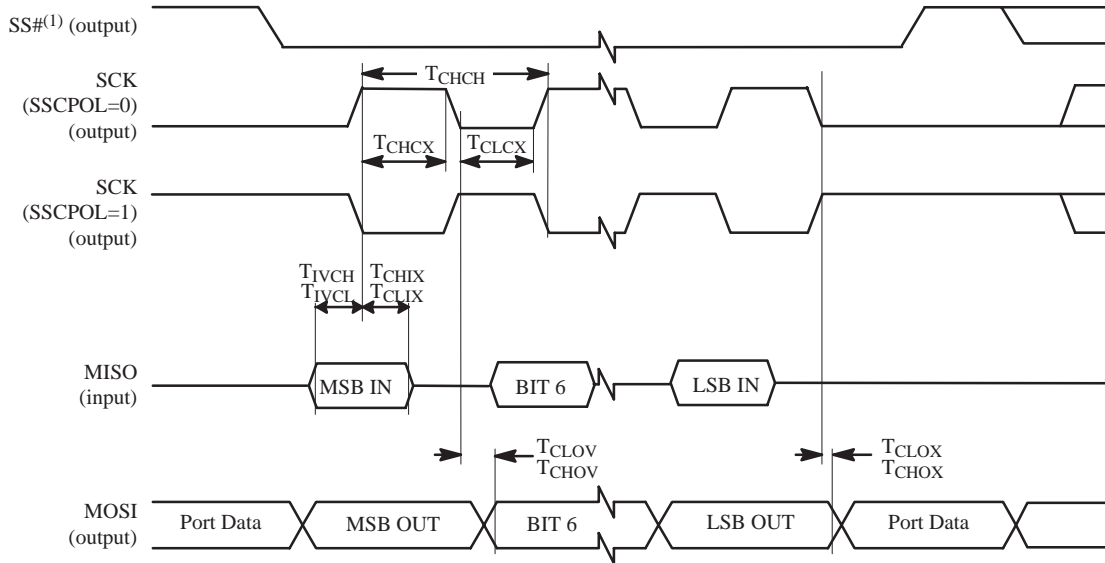 SS#(1) (output)
SCK
(SSCPOL=0)
(output)
TCHCH
TCHCX
TCLCX
SCK
(SSCPOL=1)
(output)
TIVCH
TIVCL
TCHIX
TCLIX
MISO
(input)
MSB IN
BIT 6
LSB IN
TCLOV
TCHOV
TCLOX
TCHOX
MOSI
(output)
Port Data
MSB OUT
BIT 6
LSB OUT
Port Data